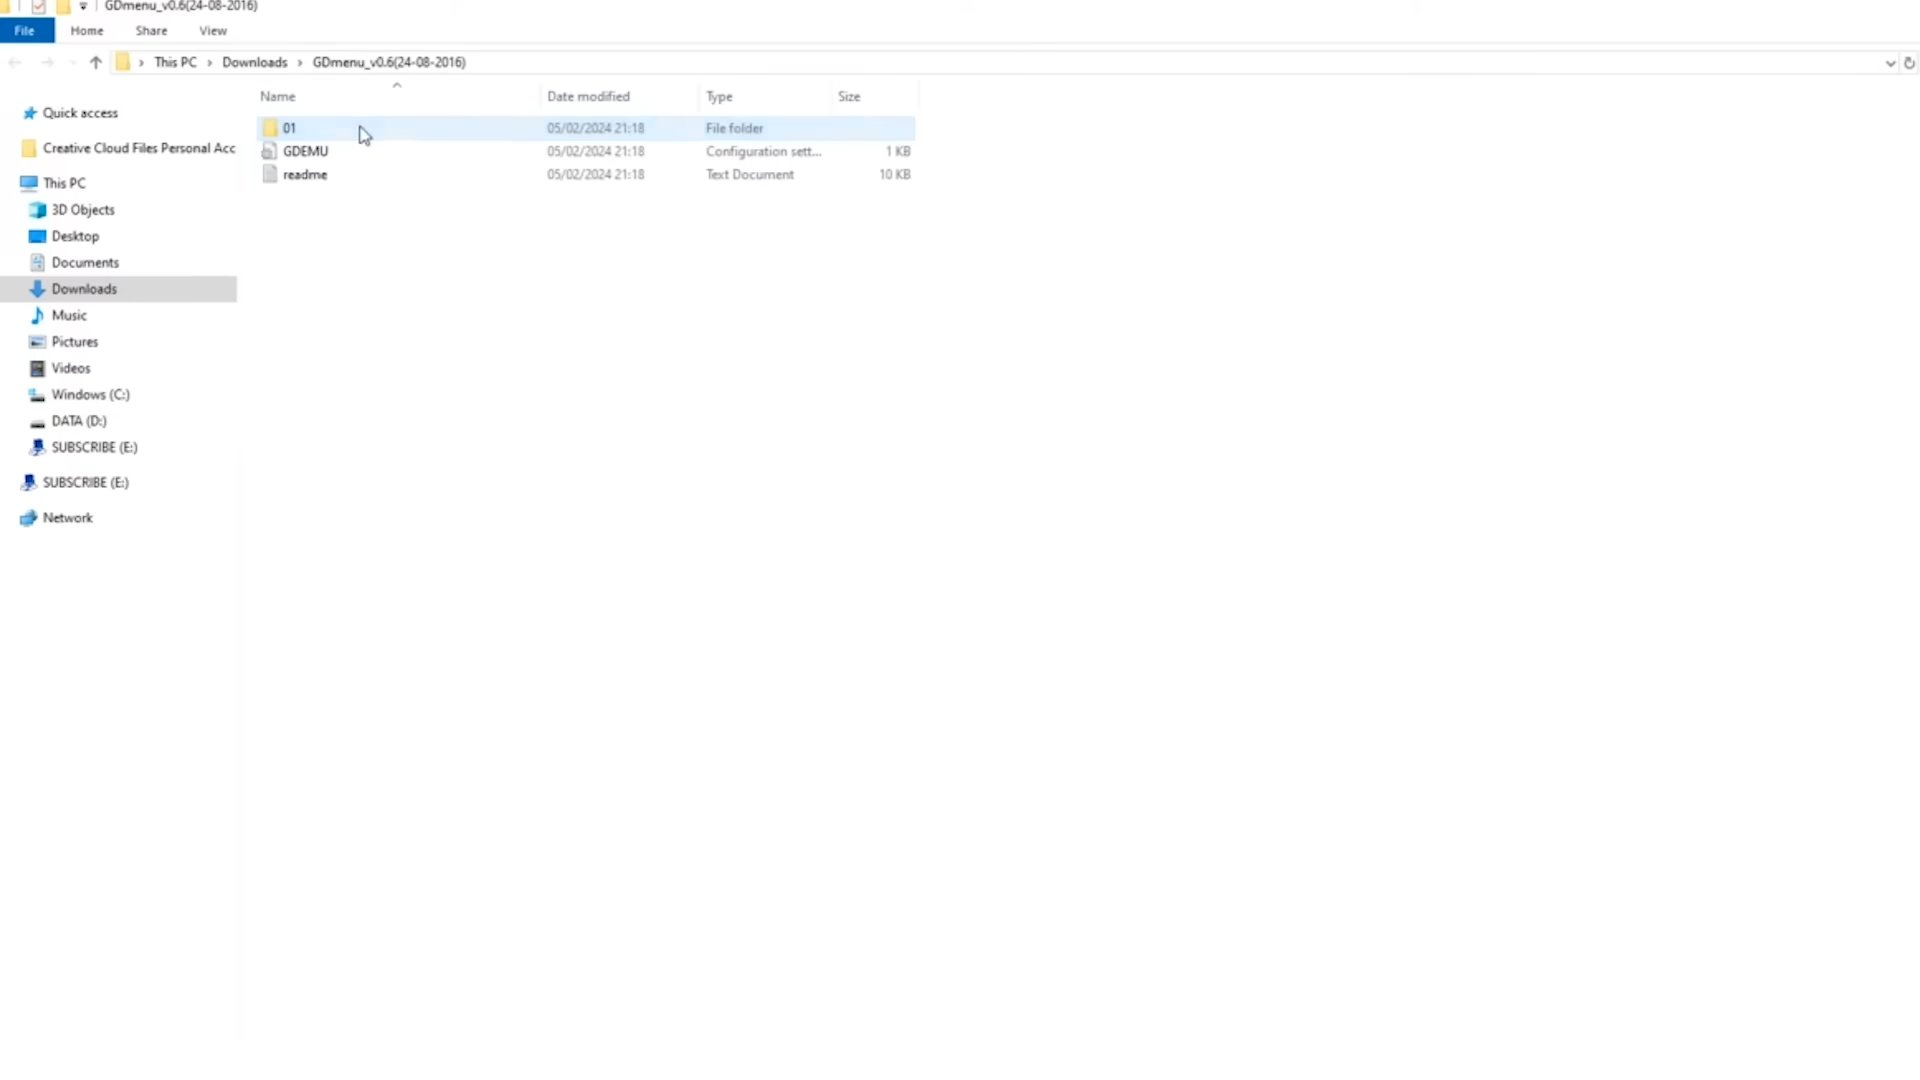 GDmenu_v0.6(24-08-2016)
File Home Share View
This PC Downloads GDmenu_v0.6(24-08-2016)
Name Date modified Type Size
01 05/02/2024 21:18 File folder
GDEMU 05/02/2024 21:18 Configuration sett... 1 KB
readme 05/02/2024 21:18 Text Document 10 KB
Quick access
Creative Cloud Files Personal Acc
This PC
3D Objects
Desktop
Documents
Downloads
Music
Pictures
Videos
Windows (C:)
DATA (D:)
SUBSCRIBE (E:)
SUBSCRIBE (E:)
Network